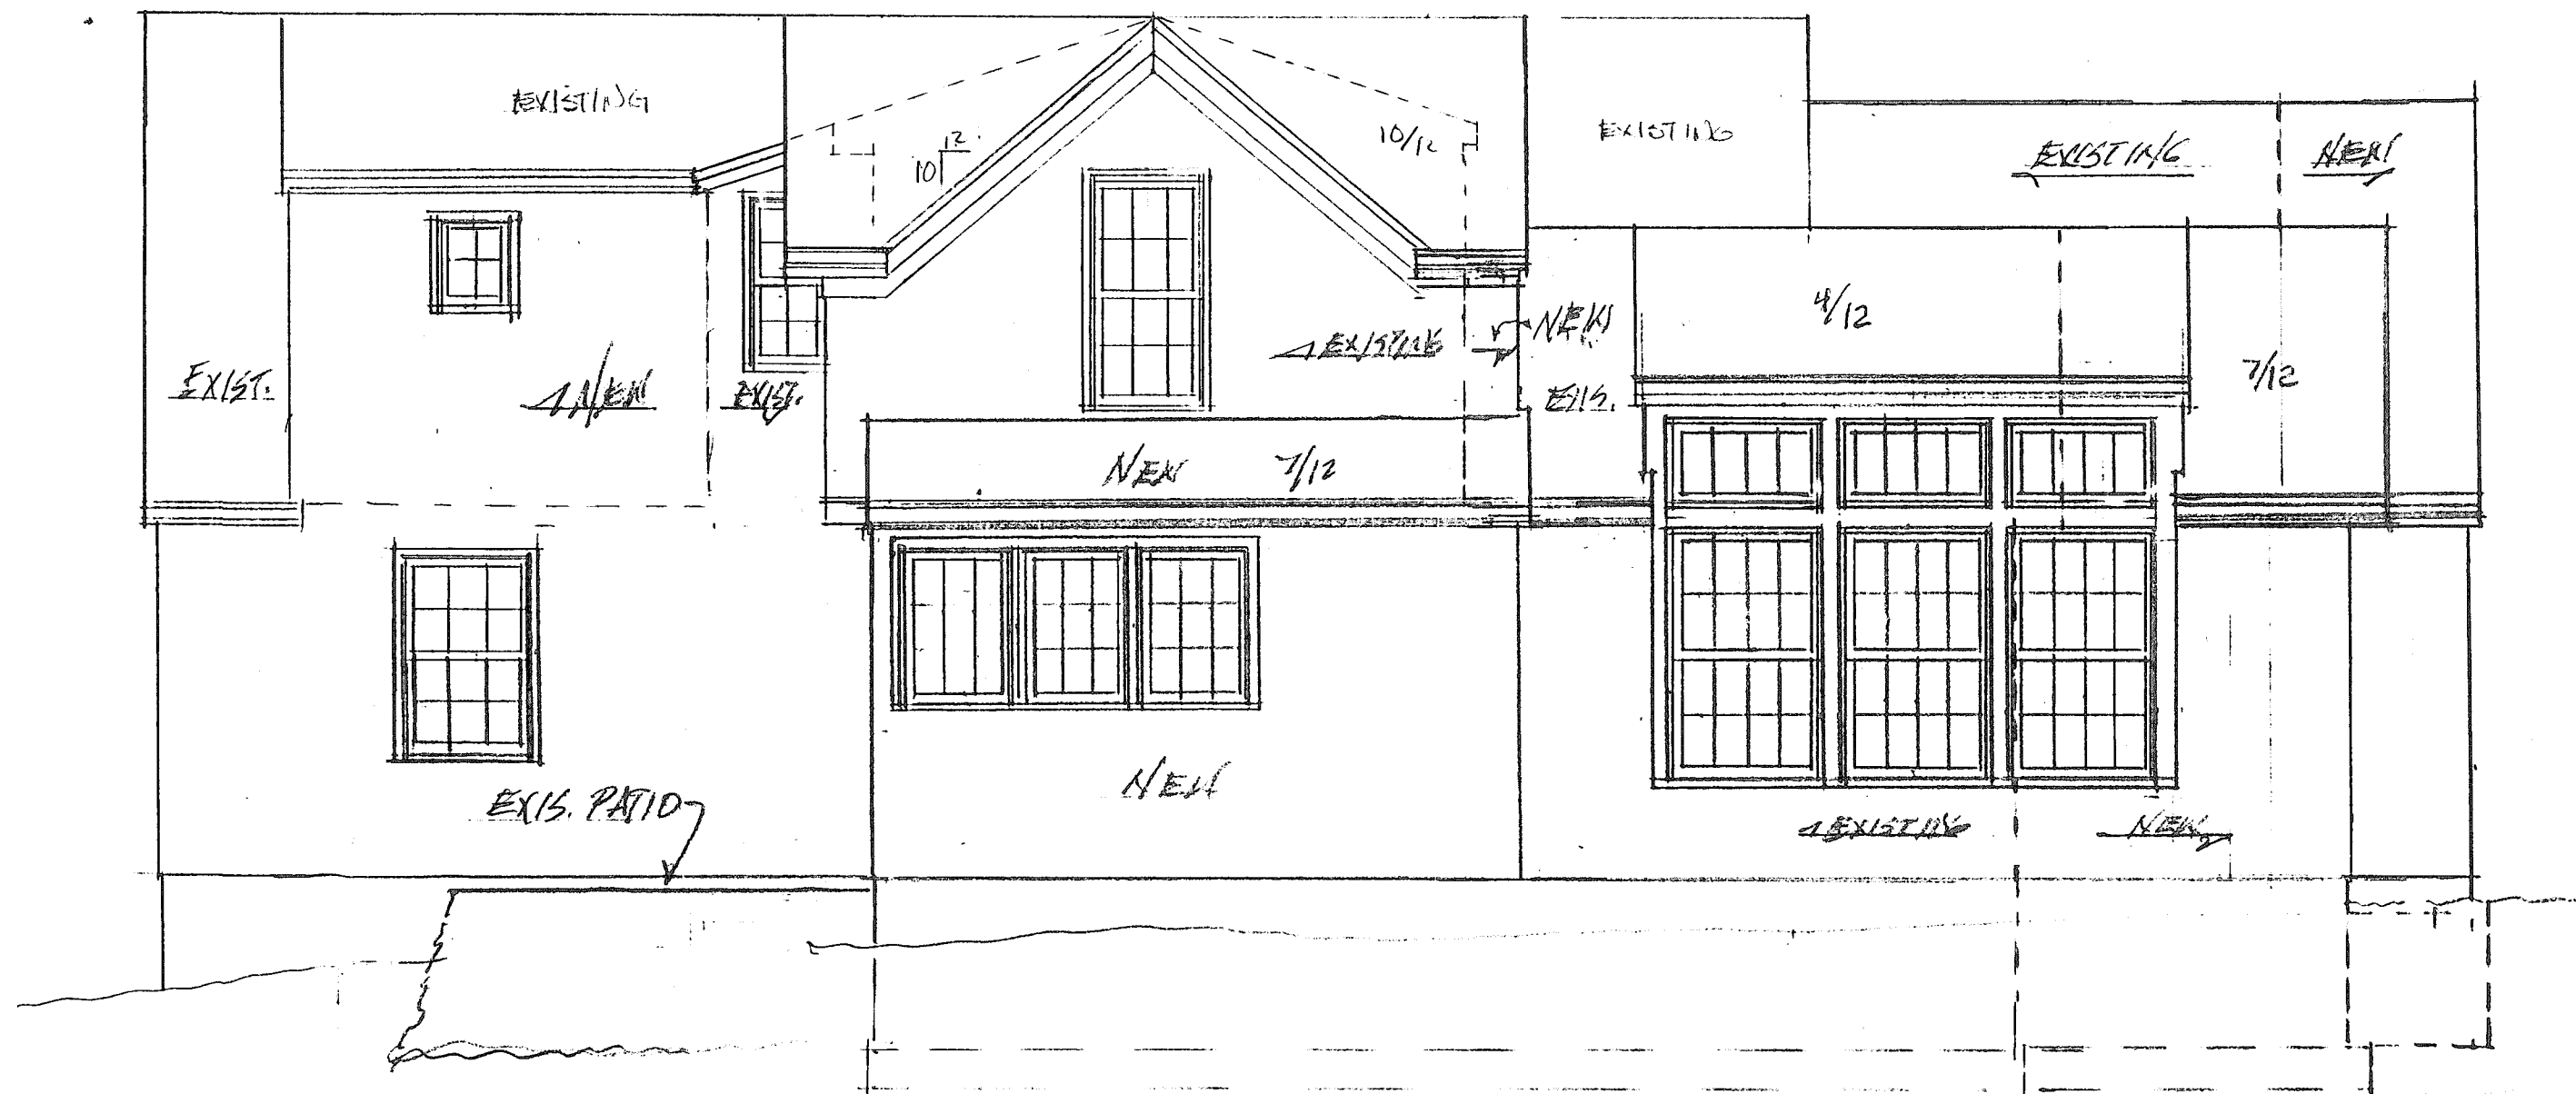 EXISTING
12
10
10/12
EXISTING
EXISTING
NEW
EXIST.
NEW
EXIST.
EXISTING
NEW
EXIS.
4/12
7/12
NEW 7/12
EXIS. PATIO
NEW
EXISTING
NEW